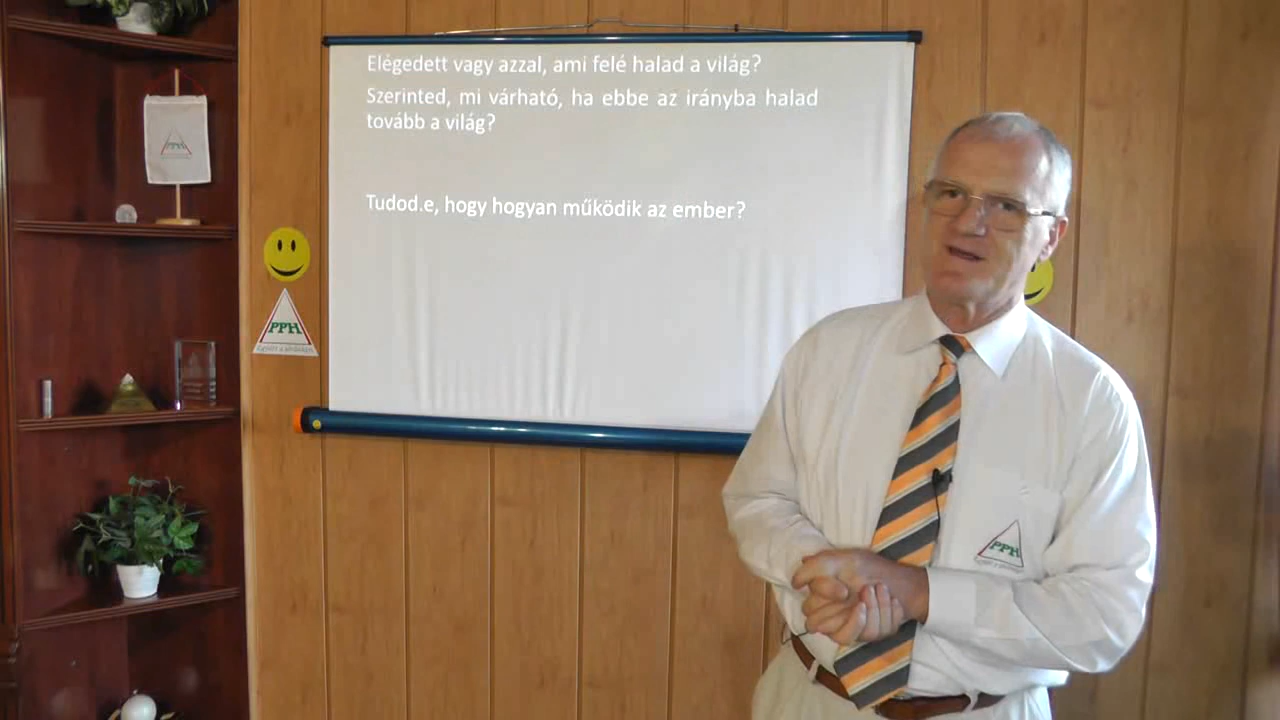 Elégedett vagy azzal, ami felé halad a világ?
Szerinted, mi várható, ha ebbe az irányba halad
tovább a világ?
Tudod.e, hogy hogyan működik az ember?
PPH
PPH
PPH